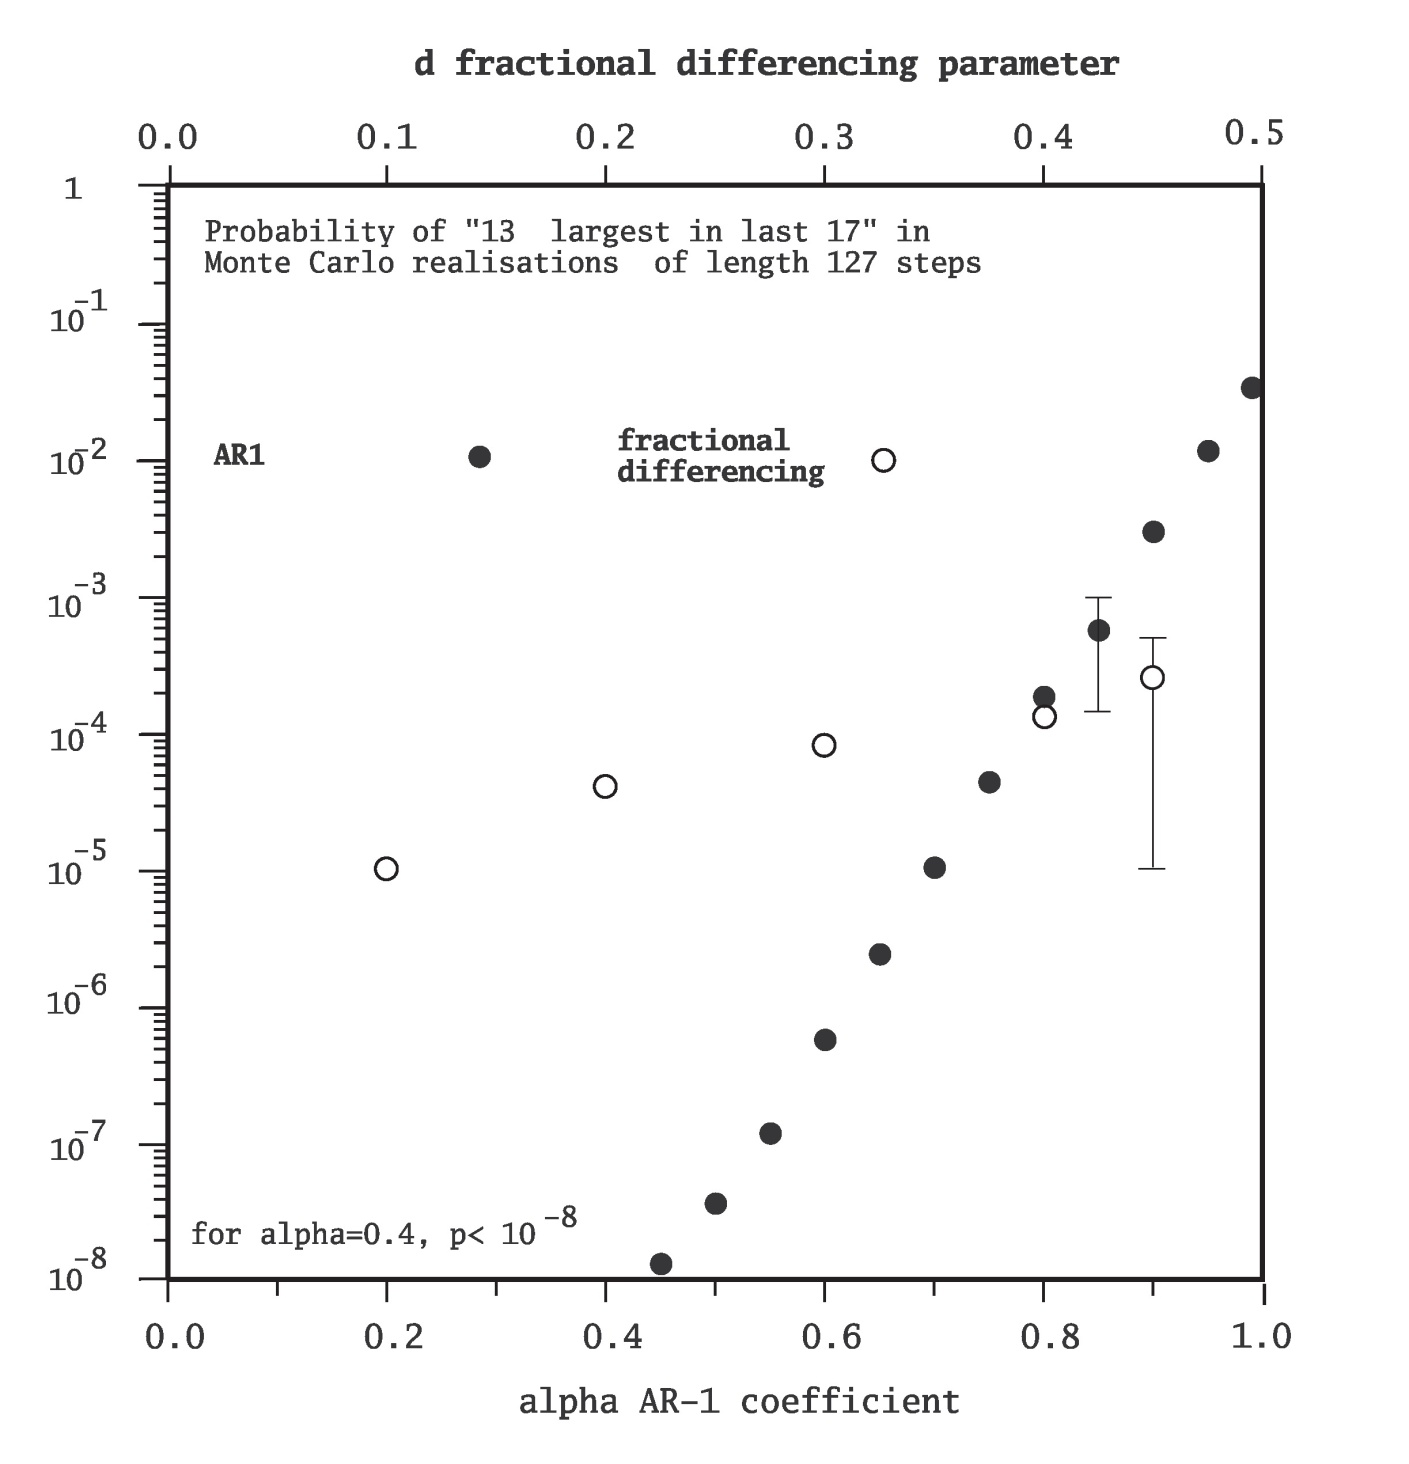 d fractional differencing parameter
0.0 0.1 0.2 0.3 0.4 0.5
1
Probability of "13 largest in last 17" in
Monte Carlo realisations of length 127 steps
10^-1
AR1
fractional
differencing
10^-2
10^-3
10^-4
10^-5
10^-6
10^-7
for alpha=0.4, p< 10^-8
10^-8
0.0 0.2 0.4 0.6 0.8 1.0
alpha AR-1 coefficient